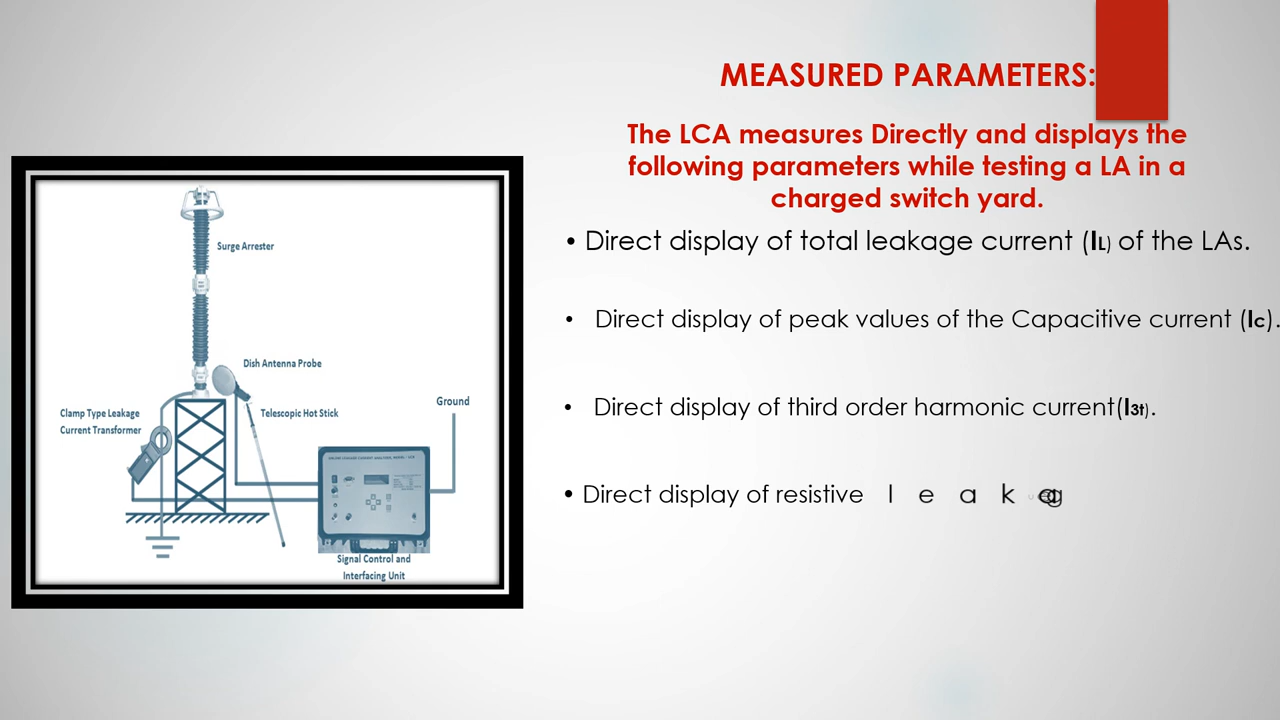 MEASURED PARAMETERS:
The LCA measures Directly and displays the
following parameters while testing a LA in a
charged switch yard.
• Direct display of total leakage current (IL) of the LAs.
• Direct display of peak values of the Capacitive current (Ic).
• Direct display of third order harmonic current(I3t).
• Direct display of resistive l e a k
Surge Arrester
Dish Antenna Probe
Clamp Type Leakage
Current Transformer
Telescopic Hot Stick
Ground
Signal Control and
Interfacing Unit